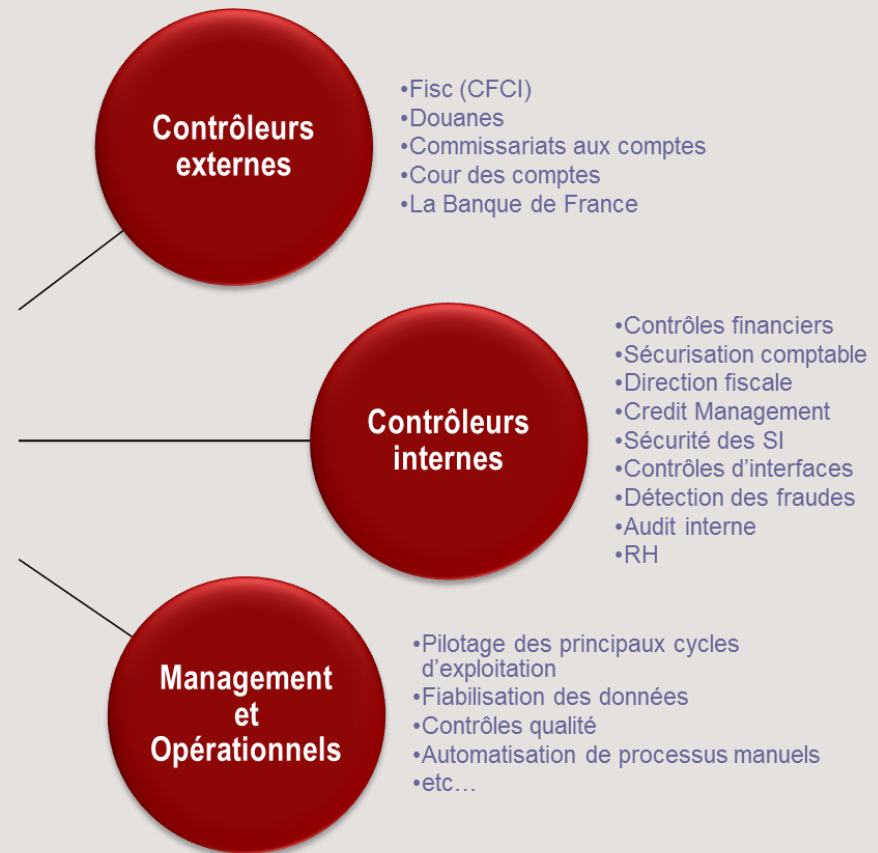 Contrôleurs
externes
•Fisc (CFCI)
•Douanes
•Commissariats aux comptes
•Cour des comptes
•La Banque de France
Contrôleurs
internes
•Contrôles financiers
•Sécurisation comptable
•Direction fiscale
•Credit Management
•Sécurité des SI
•Contrôles d’interfaces
•Détection des fraudes
•Audit interne
•RH
Management
et
Opérationnels
•Pilotage des principaux cycles
d’exploitation
•Fiabilisation des données
•Contrôles qualité
•Automatisation de processus manuels
•etc…